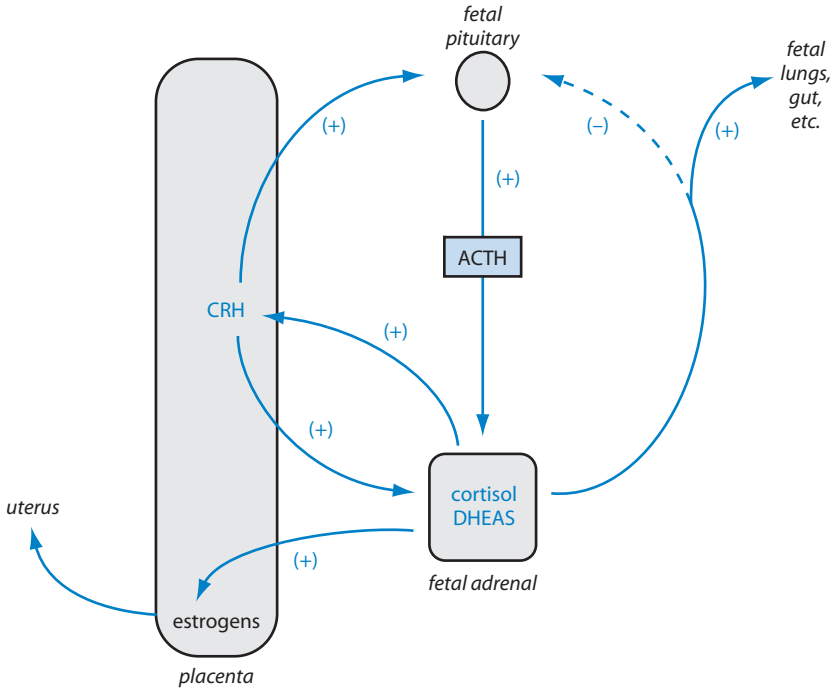 fetal
pituitary
fetal
lungs,
gut,
etc.
(+)
(–)
(+)
(+)
ACTH
CRH
(+)
(+)
cortisol
DHEAS
uterus
(+)
fetal adrenal
estrogens
placenta